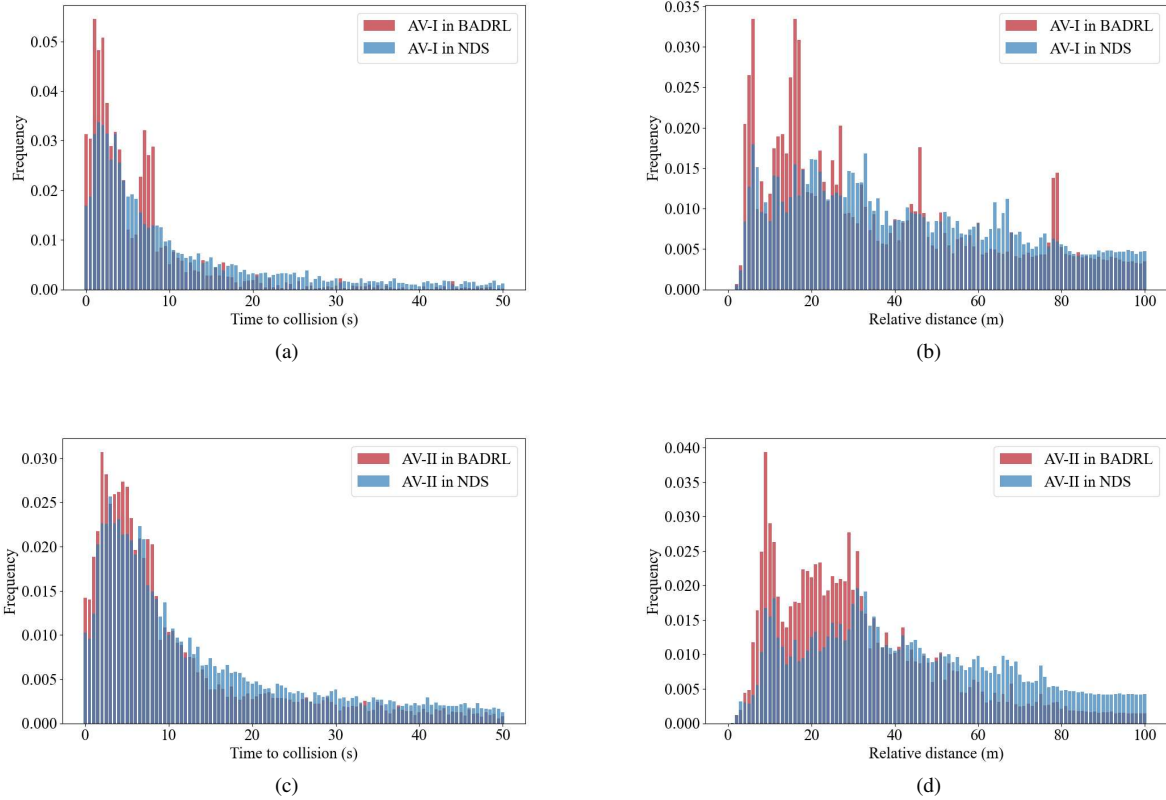 AV-I in BADRL
AV-I in NDS
Frequency
0.05
0.04
0.03
0.02
0.01
0.00
0 10 20 30 40 50
Time to collision (s)
(a)
AV-I in BADRL
AV-I in NDS
Frequency
0.035
0.030
0.025
0.020
0.015
0.010
0.005
0.000
0 20 40 60 80 100
Relative distance (m)
(b)
AV-II in BADRL
AV-II in NDS
Frequency
0.030
0.025
0.020
0.015
0.010
0.005
0.000
0 10 20 30 40 50
Time to collision (s)
(c)
AV-II in BADRL
AV-II in NDS
Frequency
0.040
0.035
0.030
0.025
0.020
0.015
0.010
0.005
0.000
0 20 40 60 80 100
Relative distance (m)
(d)